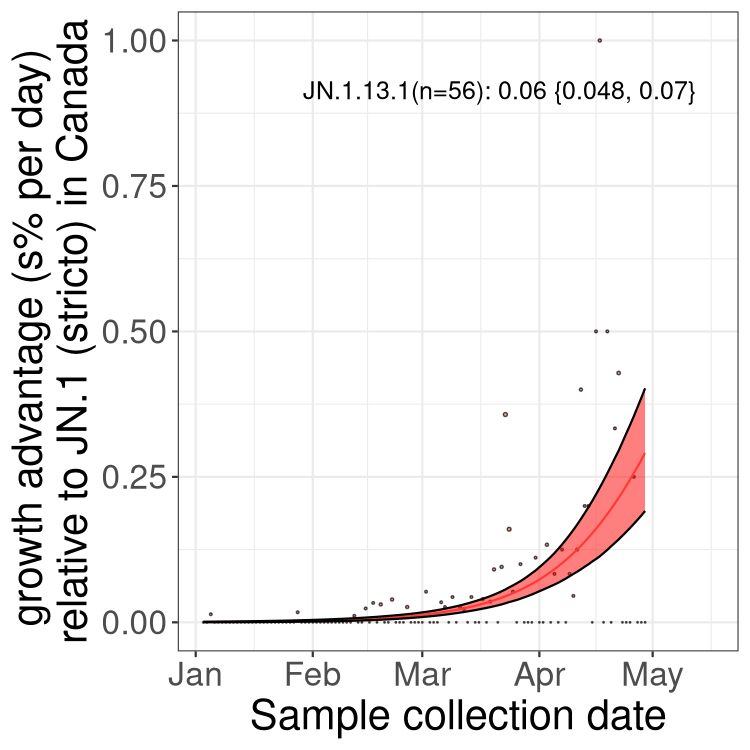 growth advantage (s% per day)
relative to JN.1 (stricto) in Canada
1.00
JN.1.13.1(n=56): 0.06 {0.048, 0.07}
0.75
0.50
0.25
0.00
Jan Feb Mar Apr May
Sample collection date